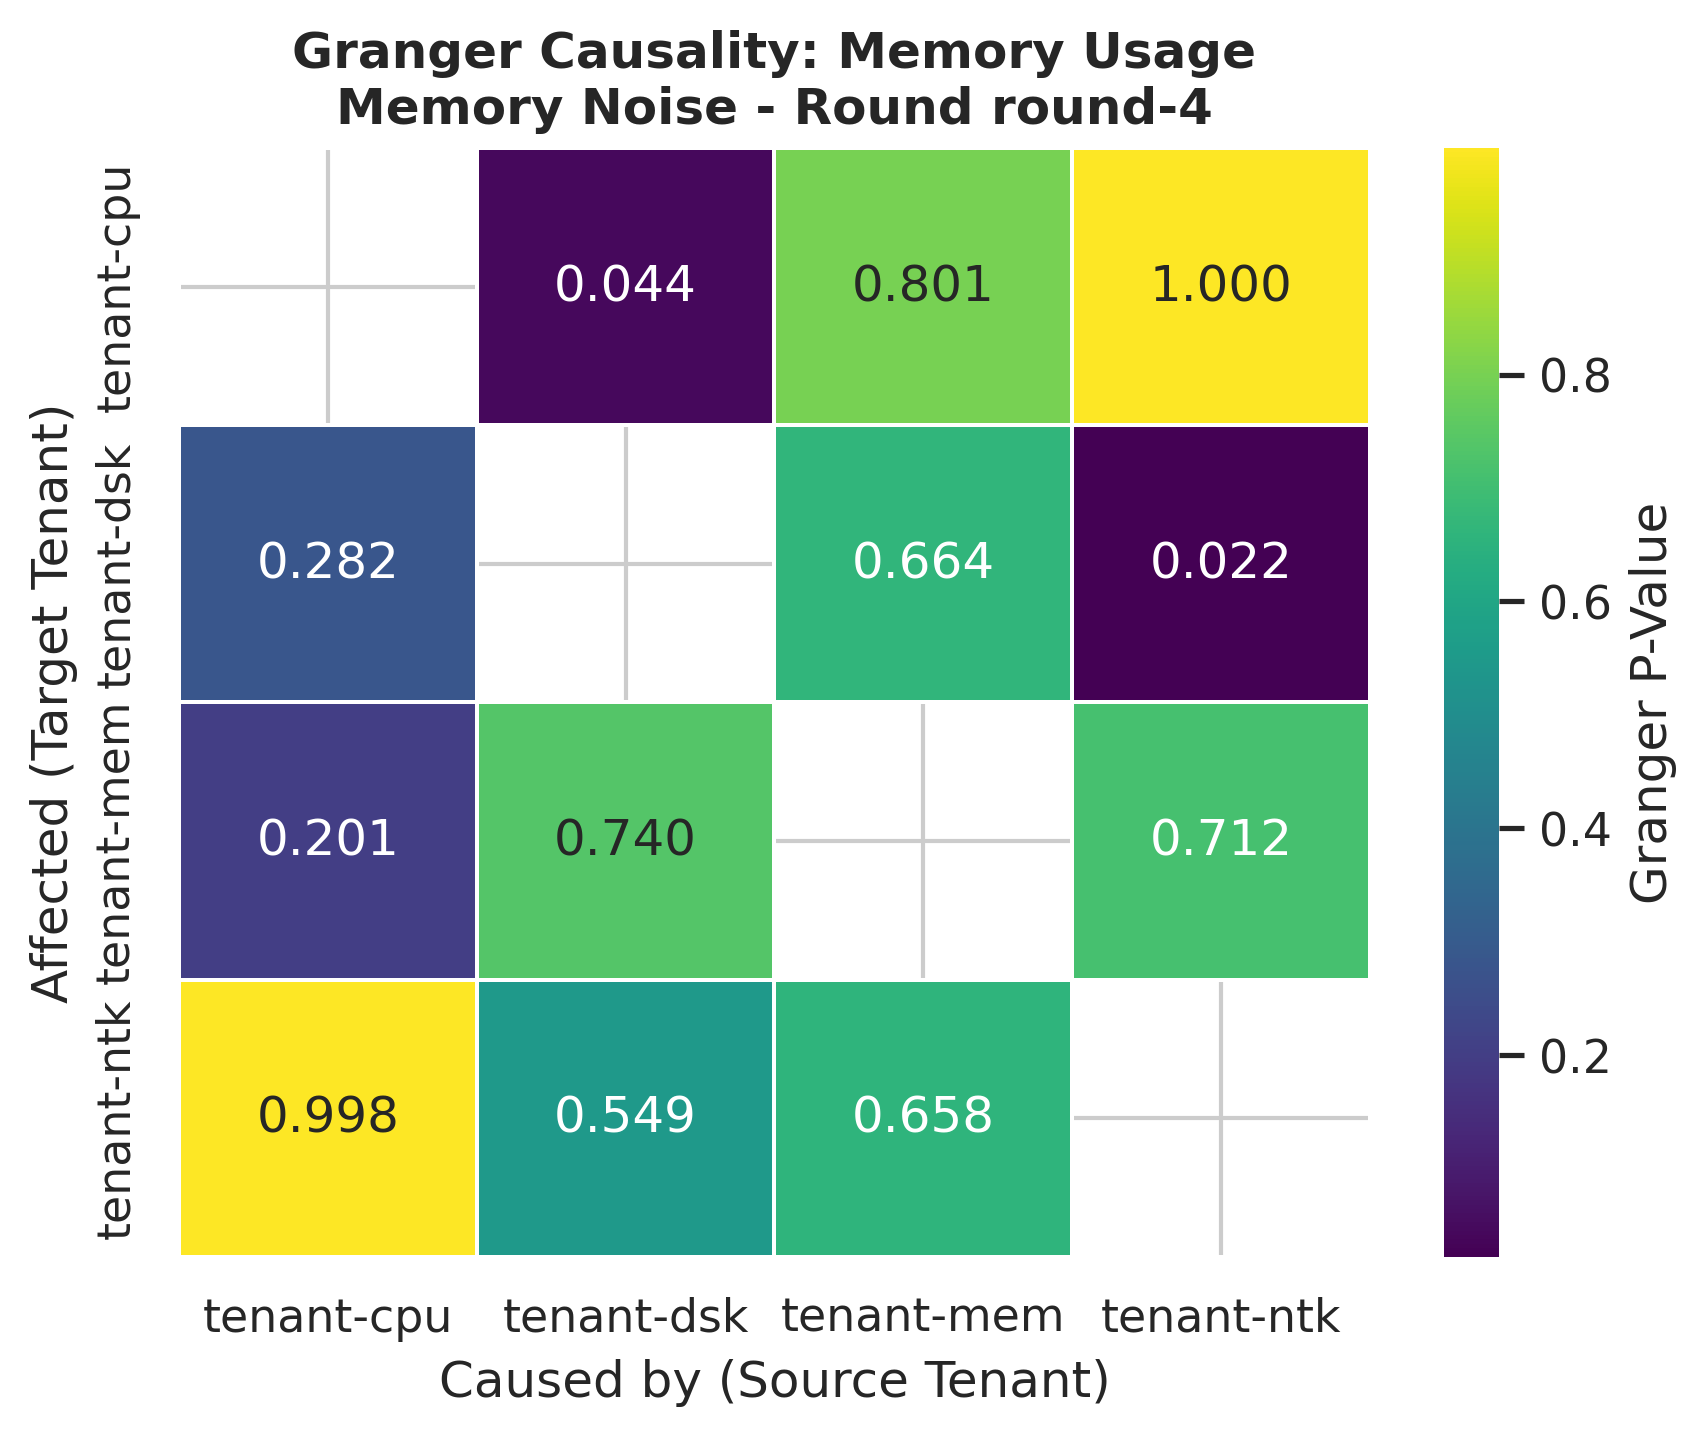 Granger Causality: Memory Usage
Memory Noise - Round round-4
Affected (Target Tenant)
tenant-cpu
0.044
0.801
1.000
tenant-dsk
0.282
0.664
0.022
tenant-mem
0.201
0.740
0.712
tenant-ntk
0.998
0.549
0.658
tenant-cpu
tenant-dsk
tenant-mem
tenant-ntk
Caused by (Source Tenant)
0.8
0.6
0.4
0.2
Granger P-Value